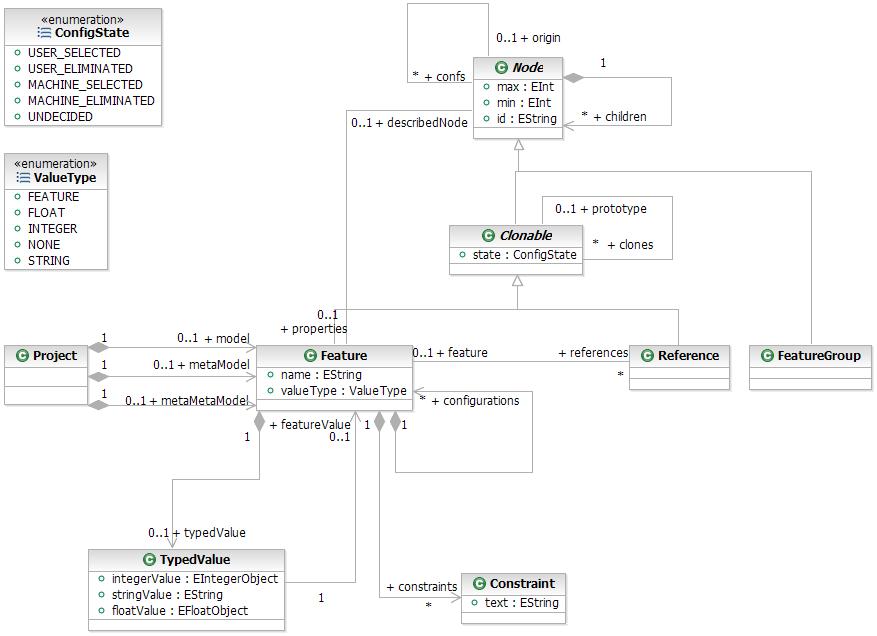 «enumeration»
ConfigState
USER_SELECTED
USER_ELIMINATED
MACHINE_SELECTED
MACHINE_ELIMINATED
UNDECIDED
«enumeration»
ValueType
FEATURE
FLOAT
INTEGER
NONE
STRING
0..1 + origin
* + confs
Node
max : EInt
min : EInt
id : EString
1
* + children
0..1 + describedNode
0..1 + prototype
* + clones
Clonable
state : ConfigState
0..1
+ properties
Project
1
0..1 + model
1
0..1 + metaModel
1
0..1 + metaMetaModel
Feature
name : EString
valueType : ValueType
0..1 + feature
+ references
*
Reference
FeatureGroup
* + configurations
1
+ featureValue
0..1
1
1
0..1 + typedValue
TypedValue
integerValue : EIntegerObject
stringValue : EString
floatValue : EFloatObject
1
+ constraints
*
Constraint
text : EString